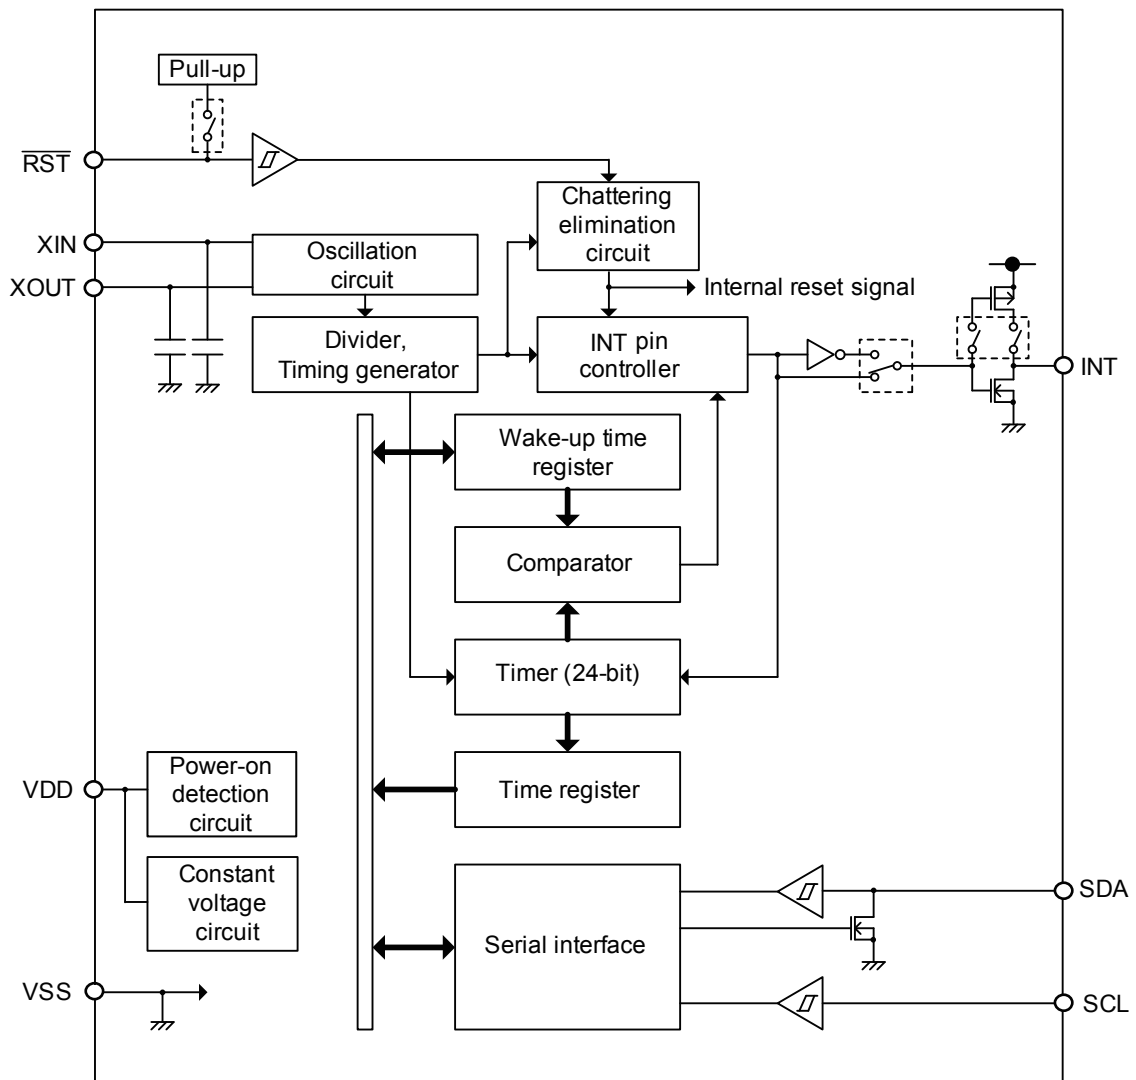 Pull-up
RST
Chattering
elimination
circuit
XIN
Oscillation
circuit
XOUT
Internal reset signal
Divider,
Timing generator
INT pin
controller
INT
Wake-up time
register
Comparator
Timer (24-bit)
VDD
Power-on
detection
circuit
Time register
Constant
voltage
circuit
SDA
Serial interface
VSS
SCL